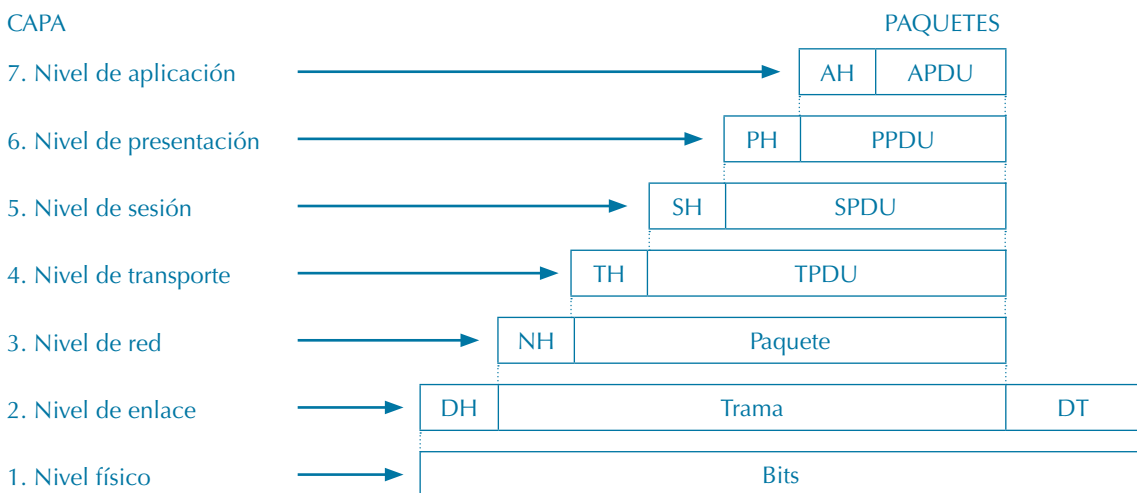 CAPA PAQUETES
7. Nivel de aplicación AH APDU
6. Nivel de presentación PH PPDU
5. Nivel de sesión SH SPDU
4. Nivel de transporte TH TPDU
3. Nivel de red NH Paquete
2. Nivel de enlace DH Trama DT
1. Nivel físico Bits